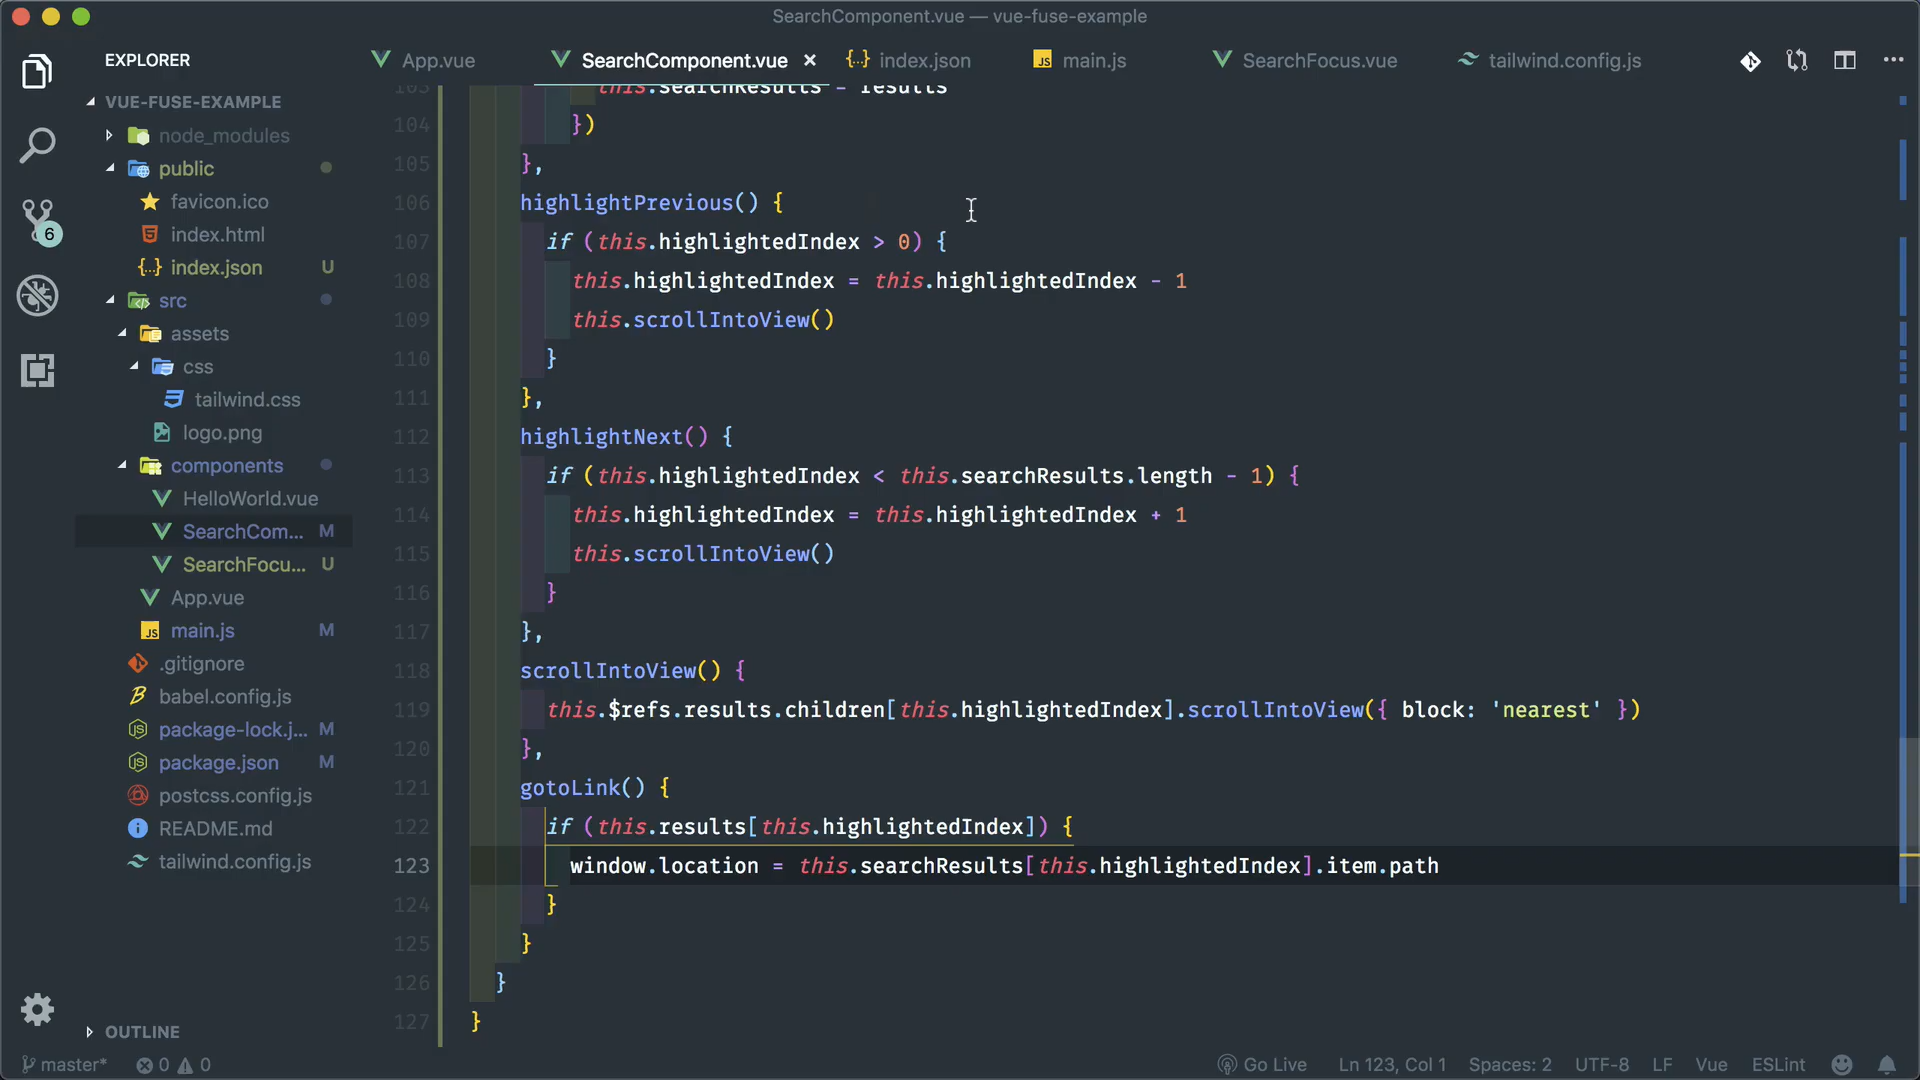 SearchComponent.vue — vue-fuse-example
EXPLORER
App.vue
SearchComponent.vue ×
{..} index.json
JS main.js
SearchFocus.vue
tailwind.config.js
VUE-FUSE-EXAMPLE
node_modules
public
favicon.ico
index.html
{..} index.json U
src
assets
css
tailwind.css
logo.png
components
HelloWorld.vue
SearchCom... M
SearchFocu... U
App.vue
JS main.js M
.gitignore
babel.config.js
package-lock.j... M
package.json M
postcss.config.js
README.md
tailwind.config.js
OUTLINE
6
103 this.searchResults = results
104 })
105 },
106 highlightPrevious() {
107 if (this.highlightedIndex > 0) {
108 this.highlightedIndex = this.highlightedIndex - 1
109 this.scrollIntoView()
110 }
111 },
112 highlightNext() {
113 if (this.highlightedIndex < this.searchResults.length - 1) {
114 this.highlightedIndex = this.highlightedIndex + 1
115 this.scrollIntoView()
116 }
117 },
118 scrollIntoView() {
119 this.$refs.results.children[this.highlightedIndex].scrollIntoView({ block: 'nearest' })
120 },
121 gotoLink() {
122 if (this.results[this.highlightedIndex]) {
123 window.location = this.searchResults[this.highlightedIndex].item.path
124 }
125 }
126 }
127 }
master* 0 0
Go Live Ln 123, Col 1 Spaces: 2 UTF-8 LF Vue ESLint